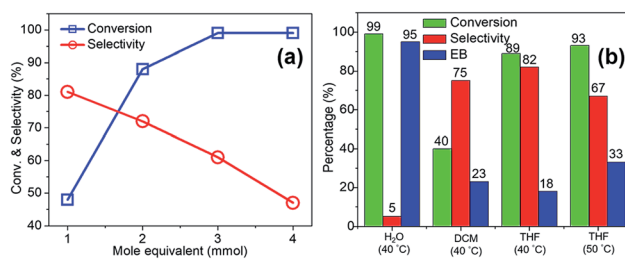 Conversion
Selectivity
(a)
100
90
80
70
60
50
40
Conv. & Selectivity (%)
1 2 3 4
Mole equivalent (mmol)
Conversion
Selectivity
EB
(b)
100
80
60
40
20
0
Percentage (%)
99 5 95
40 75 23
89 82 18
93 67 33
H₂O DCM THF THF
(40 °C) (40 °C) (40 °C) (50 °C)